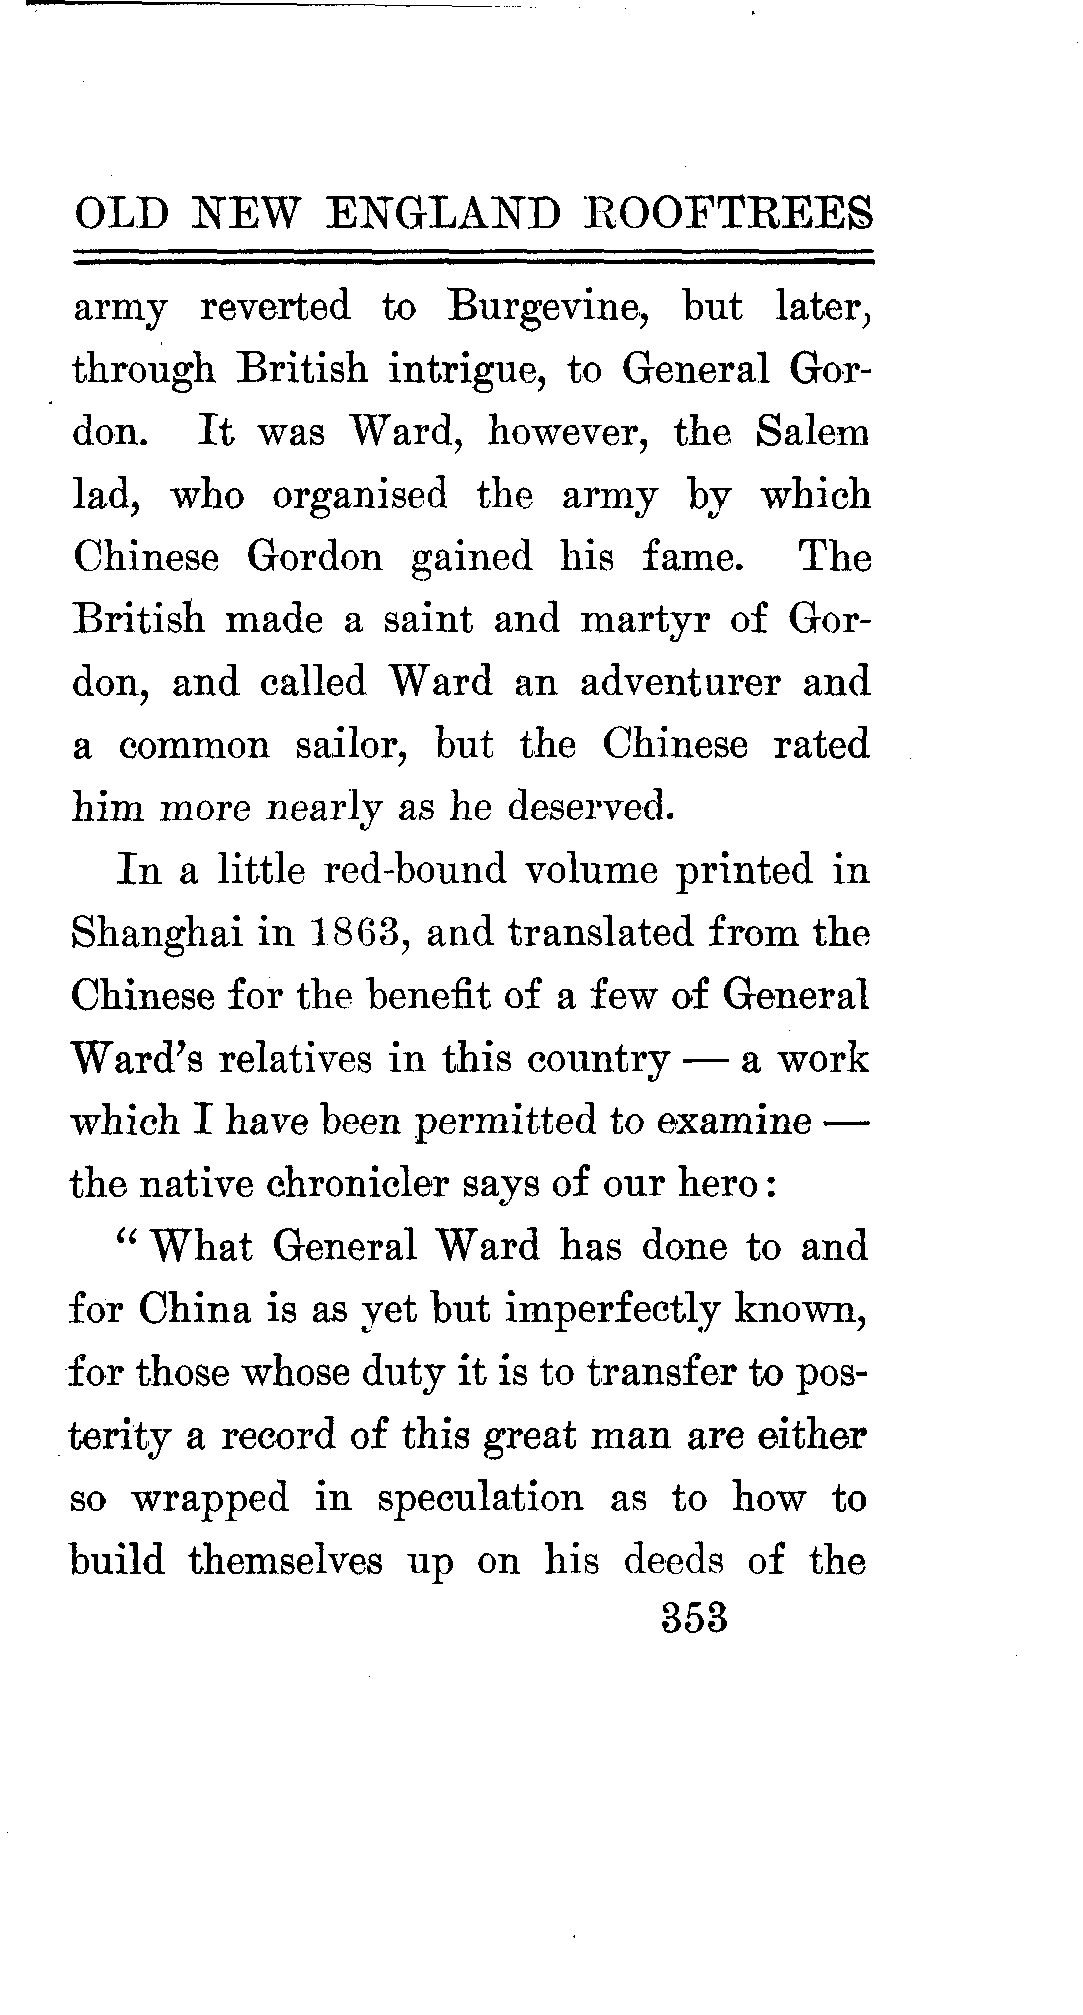 OLD NEW ENGLAND ROOFTREES
army reverted to Burgevine, but later,
through British intrigue, to General Gor-
don. It was Ward, however, the Salem
lad, who organised the army by which
Chinese Gordon gained his fame. The
British made a saint and martyr of Gor-
don, and called Ward an adventurer and
a common sailor, but the Chinese rated
him more nearly as he deserved.
In a little red-bound volume printed in
Shanghai in 1863, and translated from the
Chinese for the benefit of a few of General
Ward's relatives in this country — a work
which I have been permitted to examine —
the native chronicler says of our hero:
“ What General Ward has done to and
for China is as yet but imperfectly known,
for those whose duty it is to transfer to pos-
terity a record of this great man are either
so wrapped in speculation as to how to
build themselves up on his deeds of the
353